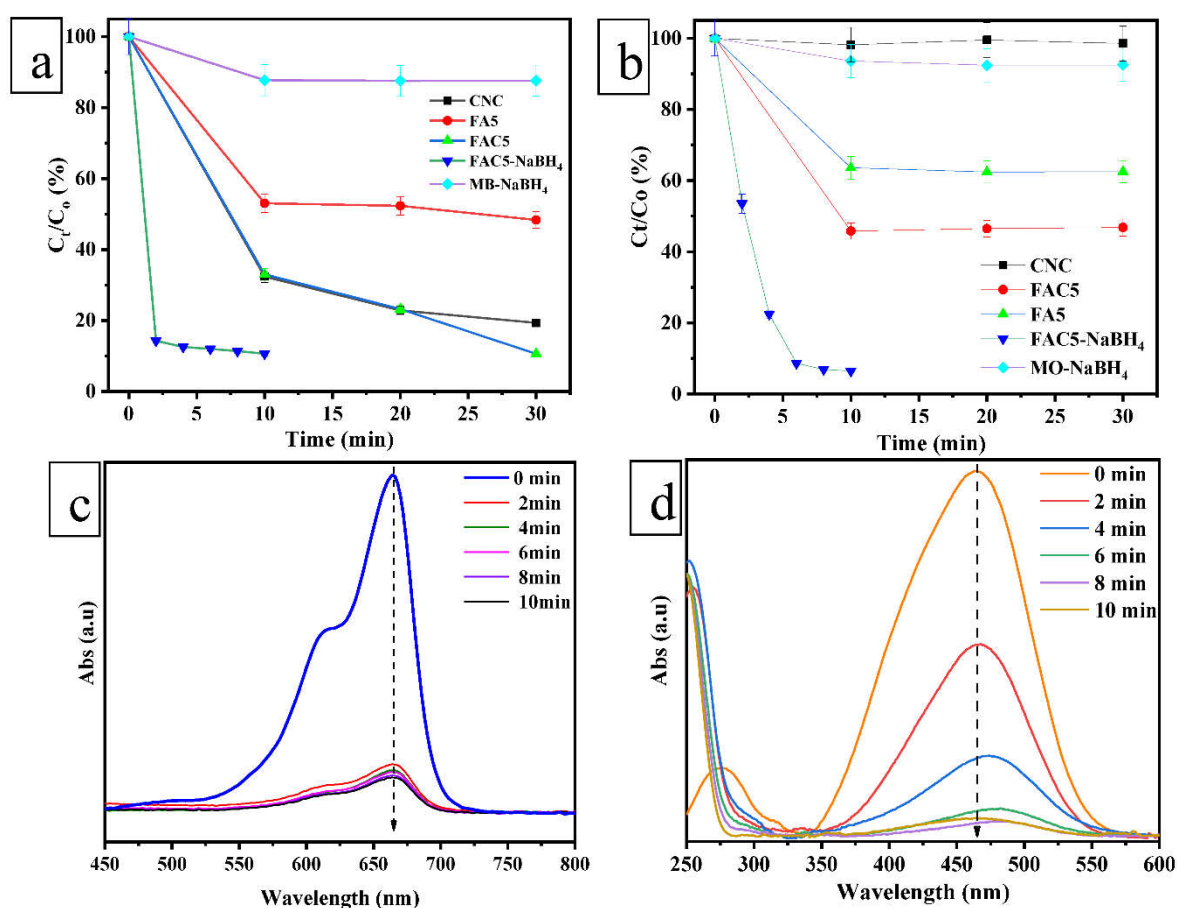 a
100
80
60
40
20
0
Cₜ/Cₒ (%)
CNC
FA5
FAC5
FAC5-NaBH₄
MB-NaBH₄
0 5 10 20 30
Time (min)
b
100
80
60
40
20
0
Ct/Co (%)
CNC
FAC5
FA5
FAC5-NaBH₄
MO-NaBH₄
0 5 10 20 30
Time (min)
c
Abs (a.u)
0 min
2min
4min
6min
8min
10min
450 500 550 600 650 700 750 800
Wavelength (nm)
d
Abs (a.u)
0 min
2 min
4 min
6 min
8 min
10 min
250 300 350 400 450 500 550 600
Wavelength (nm)